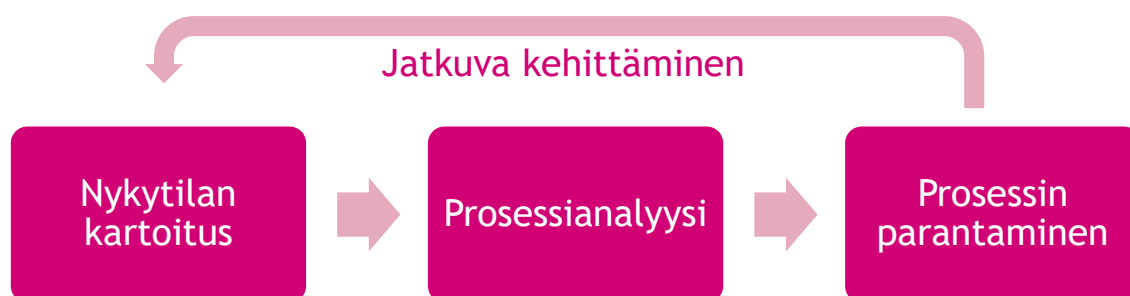 Jatkuva kehittäminen
Nykytilan
kartoitus
Prosessianalyysi
Prosessin
parantaminen